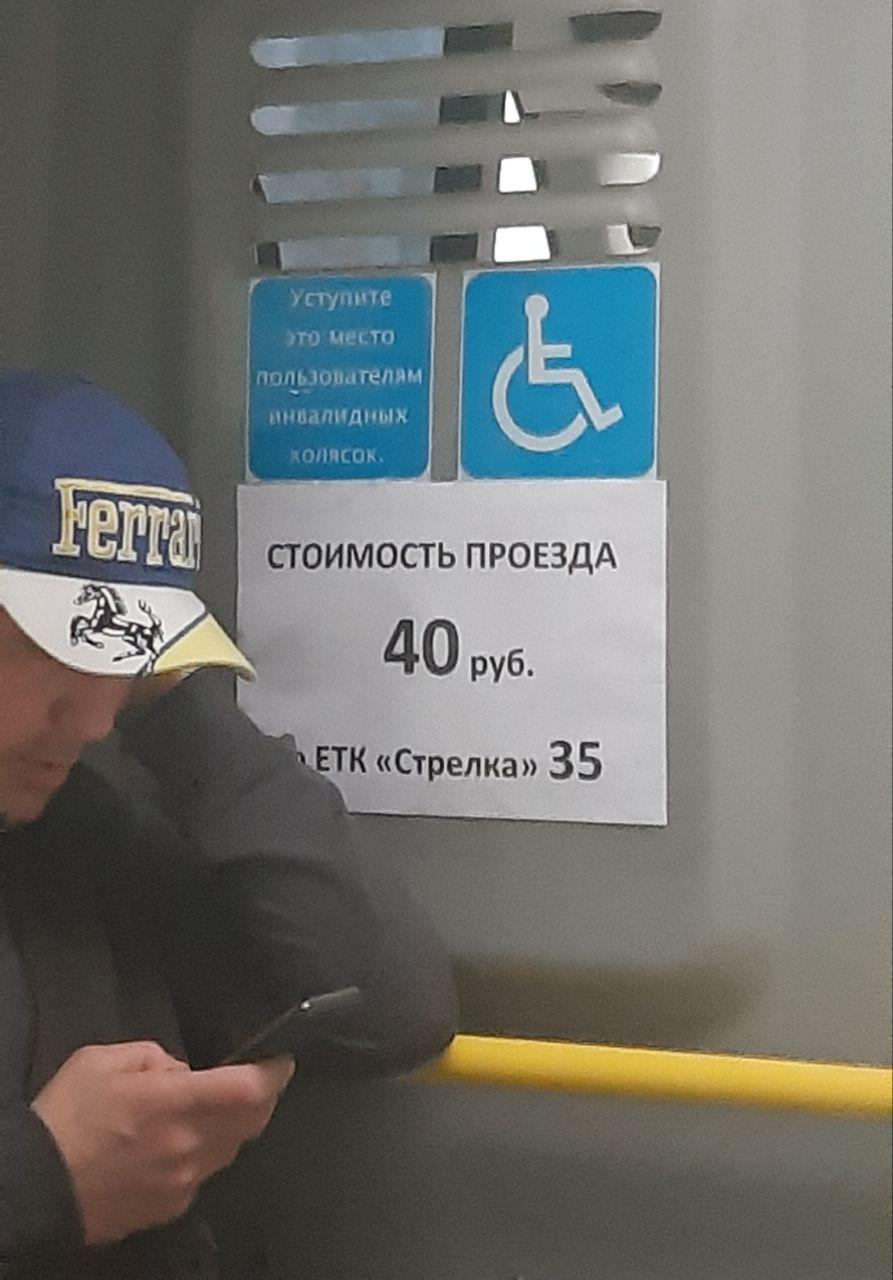 Уступите
это место
пользователям
инвалидных
колясок.
Ferrari
СТОИМОСТЬ ПРОЕЗДА
40 руб.
ЕТК «Стрелка» 35